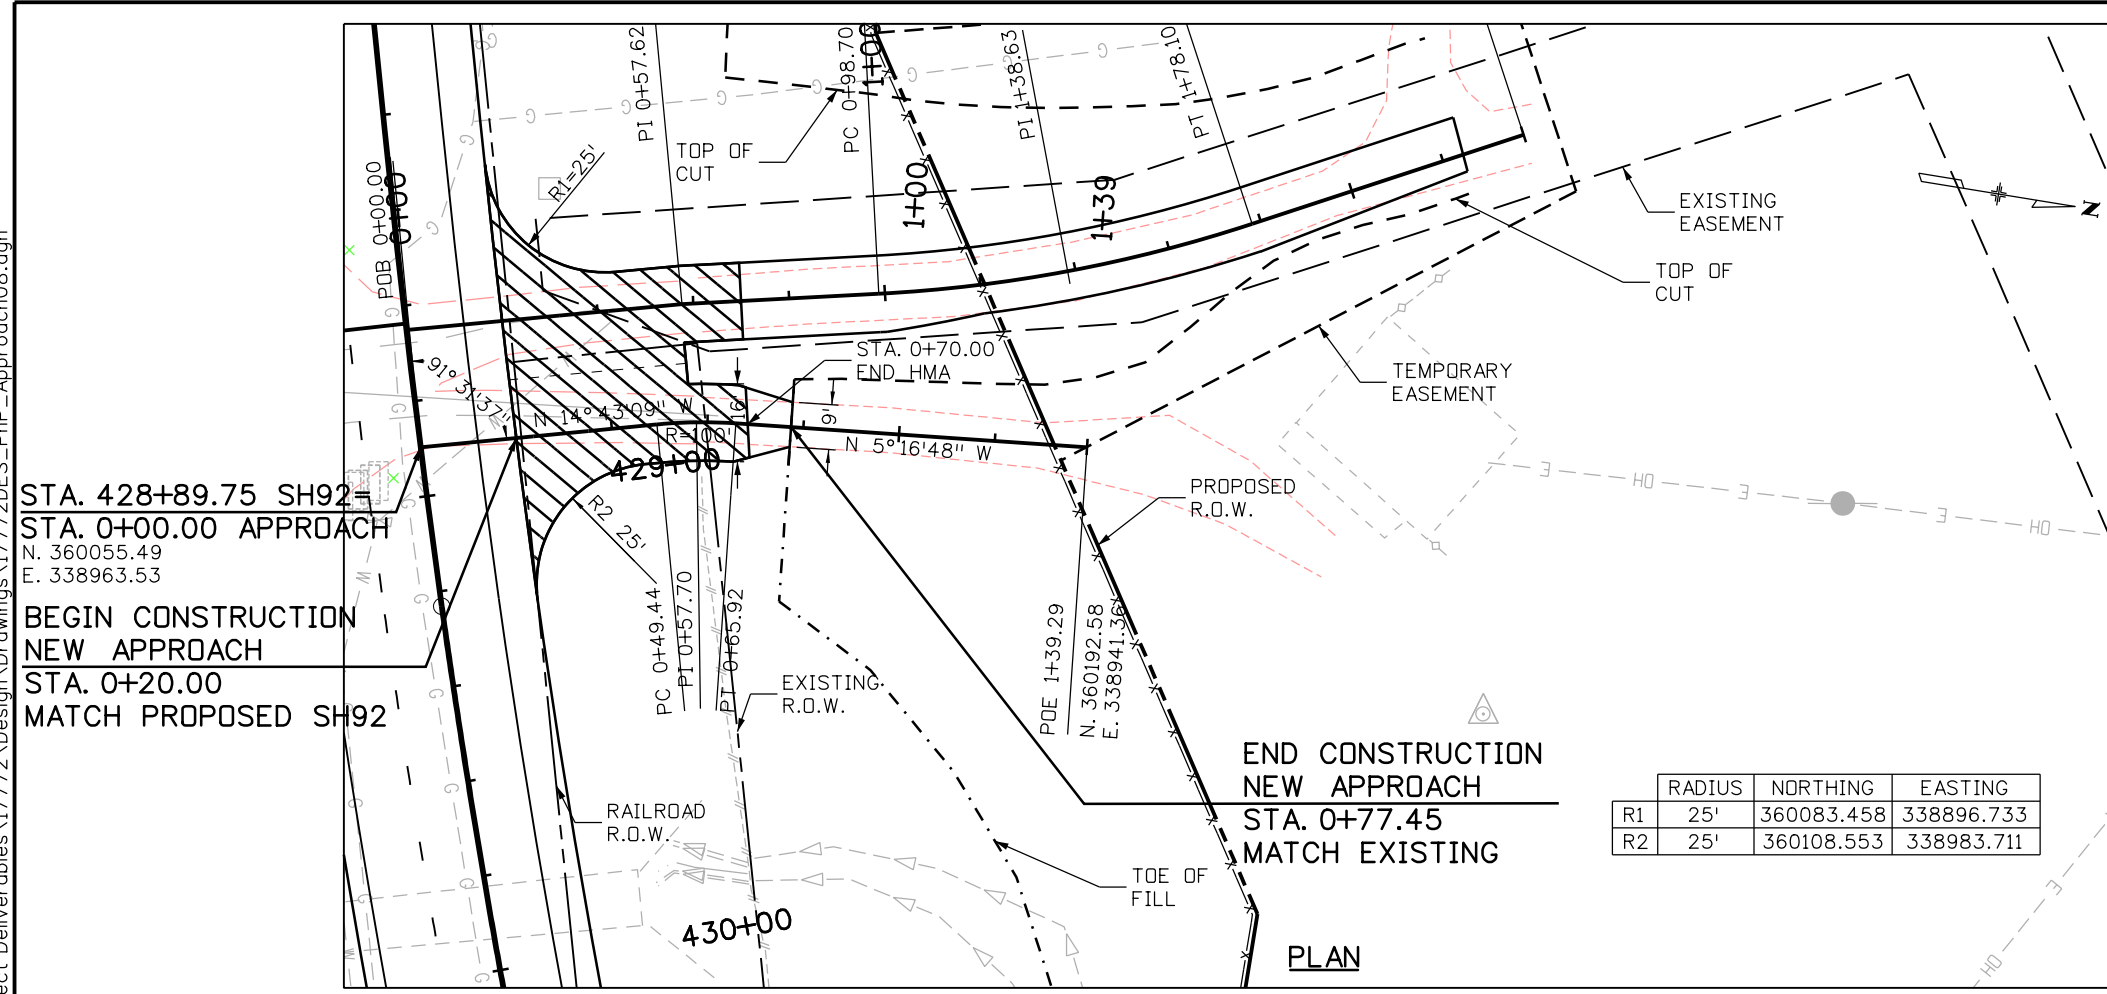 PI 0+57.62
PC 0+98.70
1+00
PI 1+38.63
PT 1+78.10
POB 0+00.00
0+00
R1=25'
TOP OF
CUT
1+00
1+39
EXISTING
EASEMENT
TOP OF
CUT
N
TEMPORARY
EASEMENT
STA. 0+70.00
END HMA
91° 31'37"
N 14°43'09" W
16'
9'
R=100'
N 5°16'48" W
429+00
R2 25'
STA. 428+89.75 SH92=
STA. 0+00.00 APPROACH
N. 360055.49
E. 338963.53
BEGIN CONSTRUCTION
NEW APPROACH
STA. 0+20.00
MATCH PROPOSED SH92
PROPOSED
R.O.W.
PC 0+49.44
PI 0+57.70
PT 0+65.92
POE 1+39.29
N. 360192.58
E. 338941.36
EXISTING
R.O.W.
RAILROAD
R.O.W.
END CONSTRUCTION
NEW APPROACH
STA. 0+77.45
MATCH EXISTING
TOE OF
FILL
430+00
PLAN
RADIUS NORTHING EASTING
R1 25' 360083.458 338896.733
R2 25' 360108.553 338983.711
G G G G G
E OH E E OH
E
OH
W